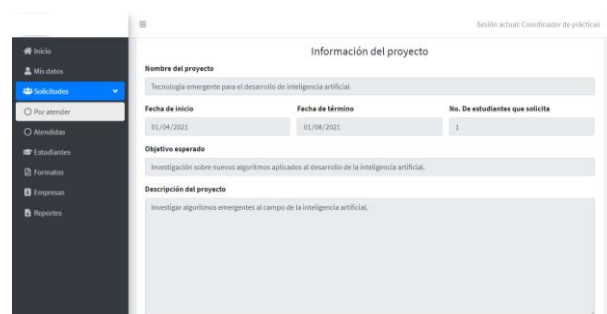 Sesión actual: Coordinador de prácticas
Inicio
Mis datos
Solicitudes
Por atender
Atendidas
Estudiantes
Formatos
Empresas
Reportes
Información del proyecto
Nombre del proyecto
Tecnología emergente para el desarrollo de inteligencia artificial
Fecha de inicio Fecha de término No. De estudiantes que solicita
01/04/2021 01/08/2021 1
Objetivo esperado
Investigación sobre nuevos algoritmos aplicados al desarrollo de la inteligencia artificial.
Descripción del proyecto
Investigar algoritmos emergentes al campo de la inteligencia artificial.